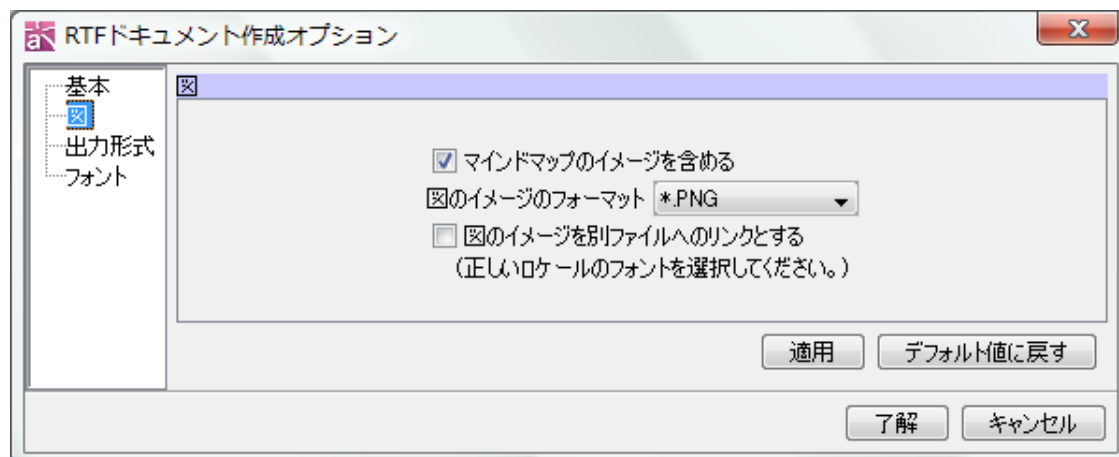 RTFドキュメント作成オプション
基本
図
出力形式
フォント
図
マインドマップのイメージを含める
図のイメージのフォーマット *.PNG
図のイメージを別ファイルへのリンクとする
（正しいロケールのフォントを選択してください。）
適用 デフォルト値に戻す
了解 キャンセル